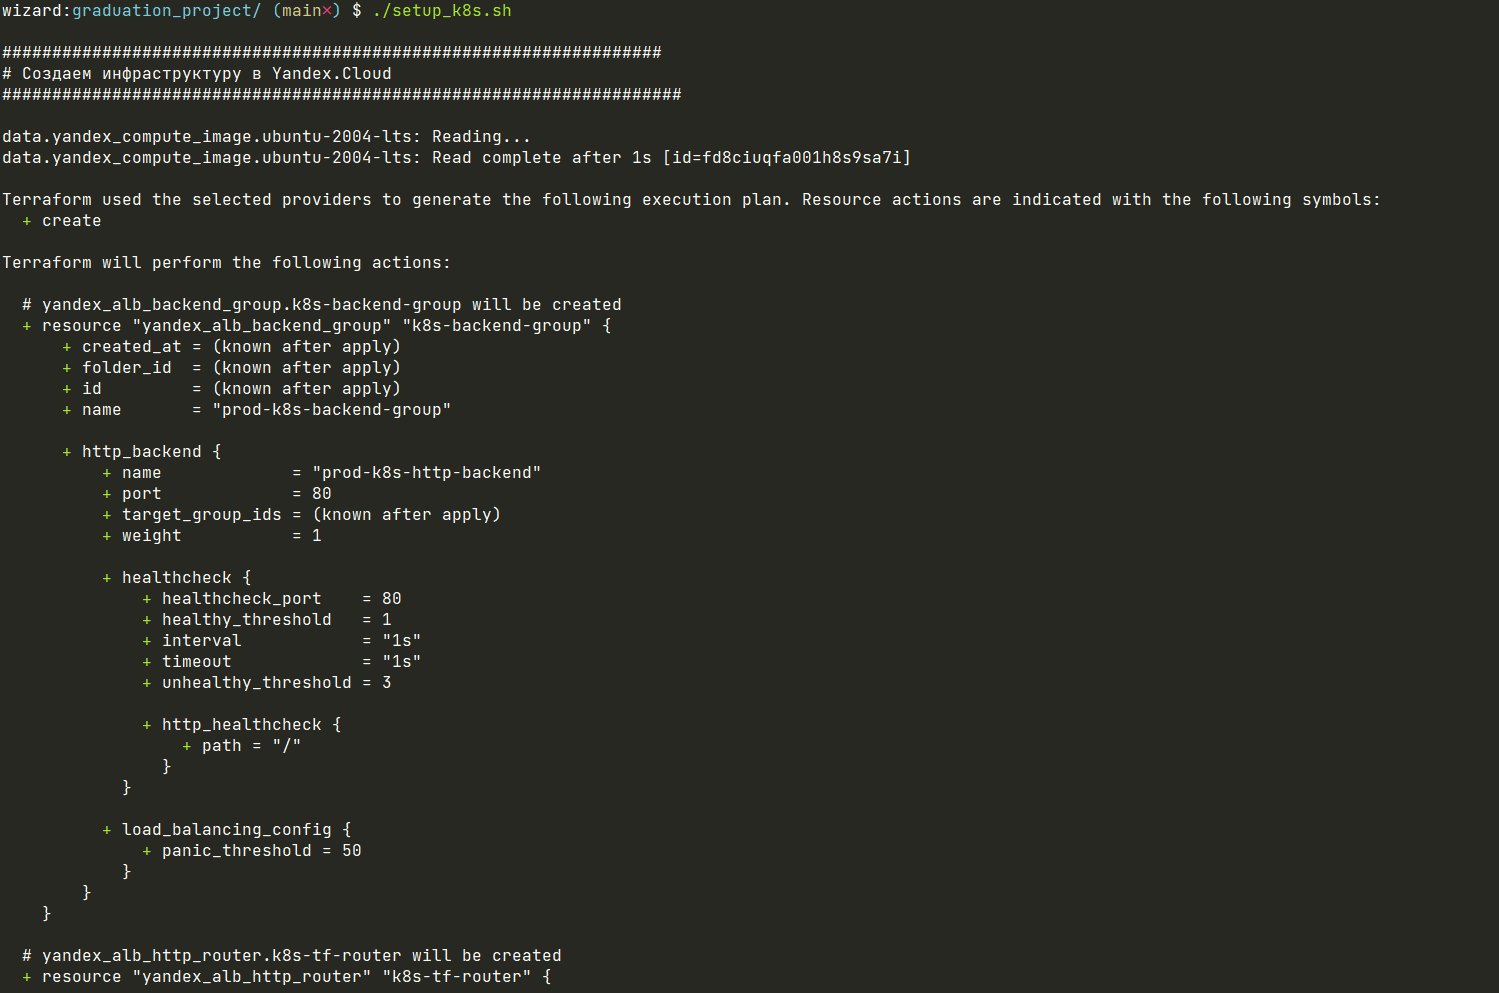 wizard:graduation_project/ (main×) $ ./setup_k8s.sh
##################################################################
# Создаем инфраструктуру в Yandex.Cloud
####################################################################
data.yandex_compute_image.ubuntu-2004-lts: Reading...
data.yandex_compute_image.ubuntu-2004-lts: Read complete after 1s [id=fd8ciuqfa001h8s9sa7i]
Terraform used the selected providers to generate the following execution plan. Resource actions are indicated with the following symbols:
  + create
Terraform will perform the following actions:
  # yandex_alb_backend_group.k8s-backend-group will be created
  + resource "yandex_alb_backend_group" "k8s-backend-group" {
      + created_at = (known after apply)
      + folder_id  = (known after apply)
      + id         = (known after apply)
      + name       = "prod-k8s-backend-group"
      + http_backend {
          + name             = "prod-k8s-http-backend"
          + port             = 80
          + target_group_ids = (known after apply)
          + weight           = 1
          + healthcheck {
              + healthcheck_port    = 80
              + healthy_threshold   = 1
              + interval            = "1s"
              + timeout             = "1s"
              + unhealthy_threshold = 3
              + http_healthcheck {
                  + path = "/"
                }
            }
          + load_balancing_config {
              + panic_threshold = 50
            }
        }
    }
  # yandex_alb_http_router.k8s-tf-router will be created
  + resource "yandex_alb_http_router" "k8s-tf-router" {